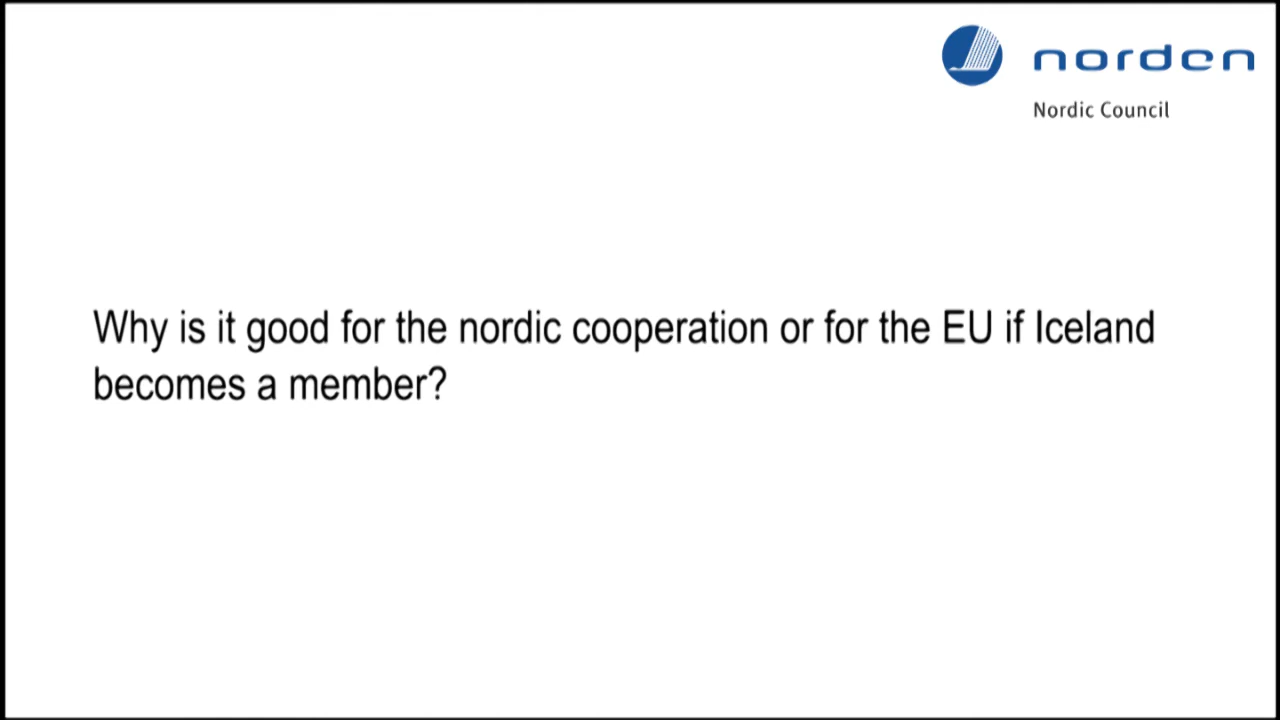 norden
Nordic Council
Why is it good for the nordic cooperation or for the EU if Iceland
becomes a member?